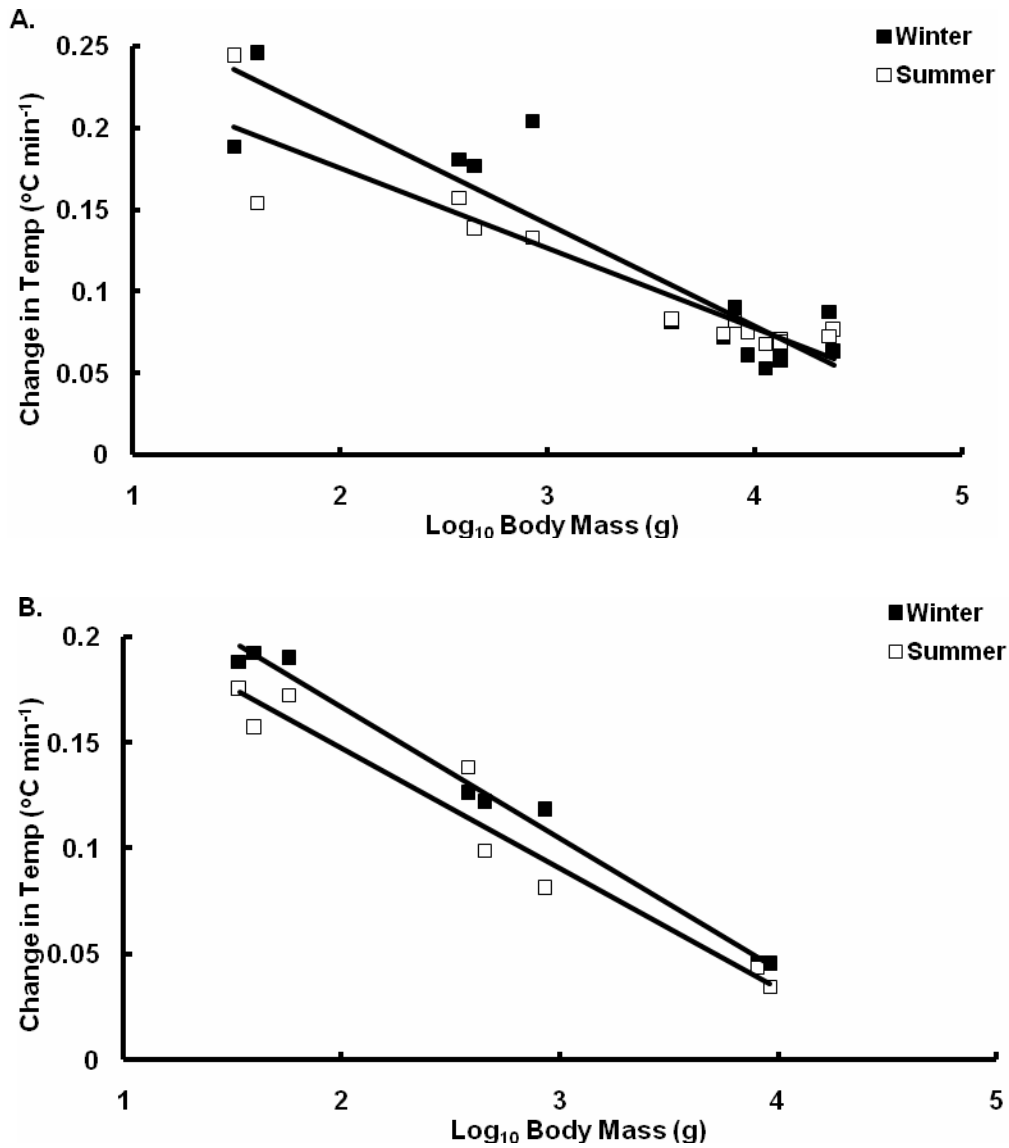 A.
Winter
Summer
Change in Temp (°C min-1)
0.25
0.2
0.15
0.1
0.05
0
1 2 3 4 5
Log10 Body Mass (g)
B.
Winter
Summer
Change in Temp (°C min-1)
0.2
0.15
0.1
0.05
0
1 2 3 4 5
Log10 Body Mass (g)